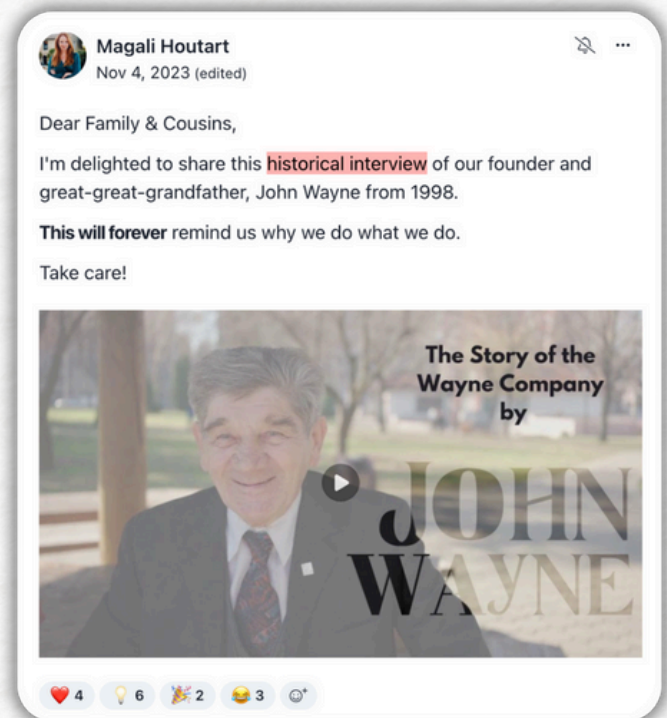 Magali Houtart
Nov 4, 2023 (edited)
Dear Family & Cousins,
I'm delighted to share this historical interview of our founder and
great-great-grandfather, John Wayne from 1998.
This will forever remind us why we do what we do.
Take care!
The Story of the
Wayne Company
by
JOHN
WAYNE
4
6
2
3